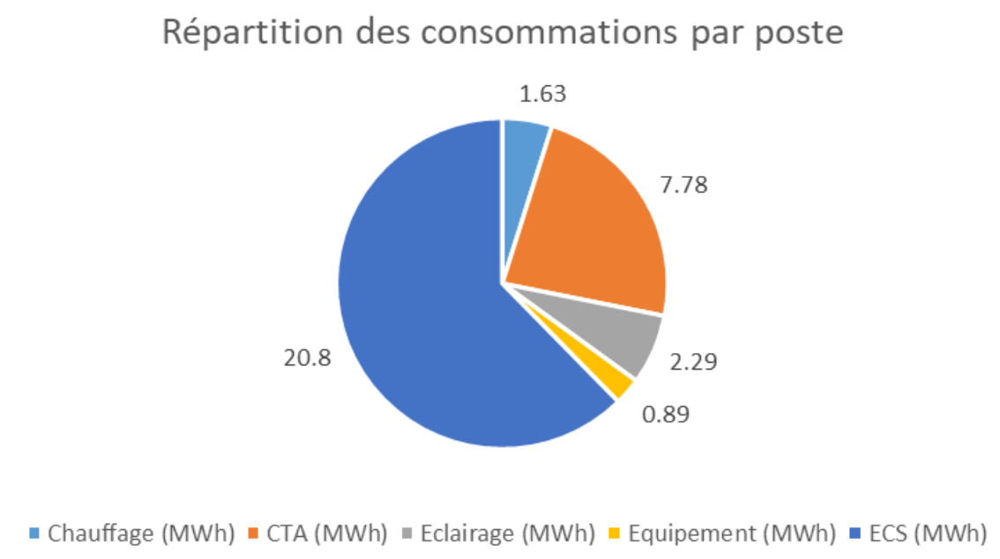 Répartition des consommations par poste
1.63
7.78
2.29
0.89
20.8
Chauffage (MWh) CTA (MWh) Eclairage (MWh) Equipement (MWh) ECS (MWh)